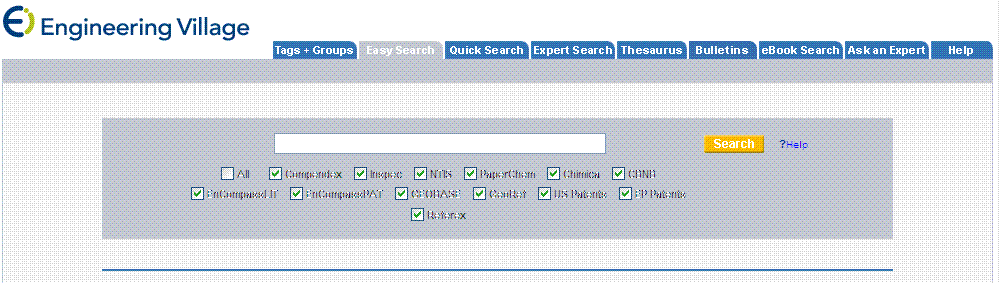 Engineering Village
Tags + Groups Easy Search Quick Search Expert Search Thesaurus Bulletins eBook Search Ask an Expert Help
Search ?Help
All Compendex Inspec NTIS PaperChem Chimica CBNB
EnCompassLIT EnCompassPAT GEOBASE GeoRef US Patents EP Patents
Referex